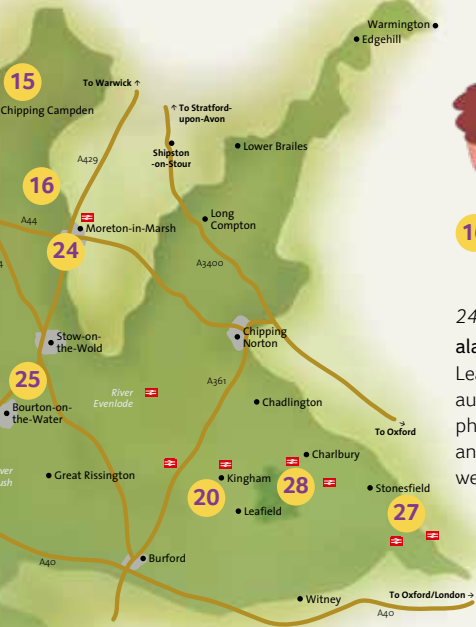 Warmington
Edgehill
15
To Warwick ↑
Chipping Campden
↑ To Stratford-
upon-Avon
Shipston
-on-Stour
Lower Brailes
A429
16
Long
Compton
A44
Moreton-in-Marsh
24
A3400
Stow-on-
the-Wold
Chipping
Norton
25
A361
River
Evenlode
Bourton-on-
the-Water
Chadlington
To Oxford
→
Charlbury
Great Rissington
Kingham
28
Stonesfield
20
Leafield
27
A40
Burford
Witney
To Oxford/London →
A40
24
ala
Lea
au
ph
an
we